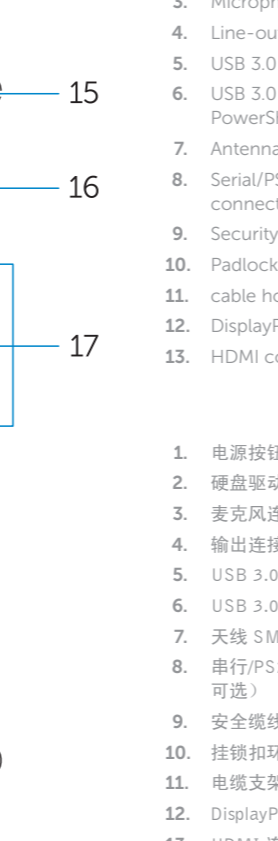 15
16
17
3.
4. Line-ou
5. USB 3.0
6. USB 3.0
PowerSh
7. Antenna
8. Serial/PS
connect
9. Security
10. Padlock
11. cable ho
12. DisplayP
13. HDMI co
1. 电源按钮
2. 硬盘驱动
3. 麦克风连
4. 输出连接
5. USB 3.0
6. USB 3.0
7. 天线 SM
8. 串行/PS
可选）
9. 安全缆线
10. 挂锁扣环
11. 电缆支架
12. DisplayP